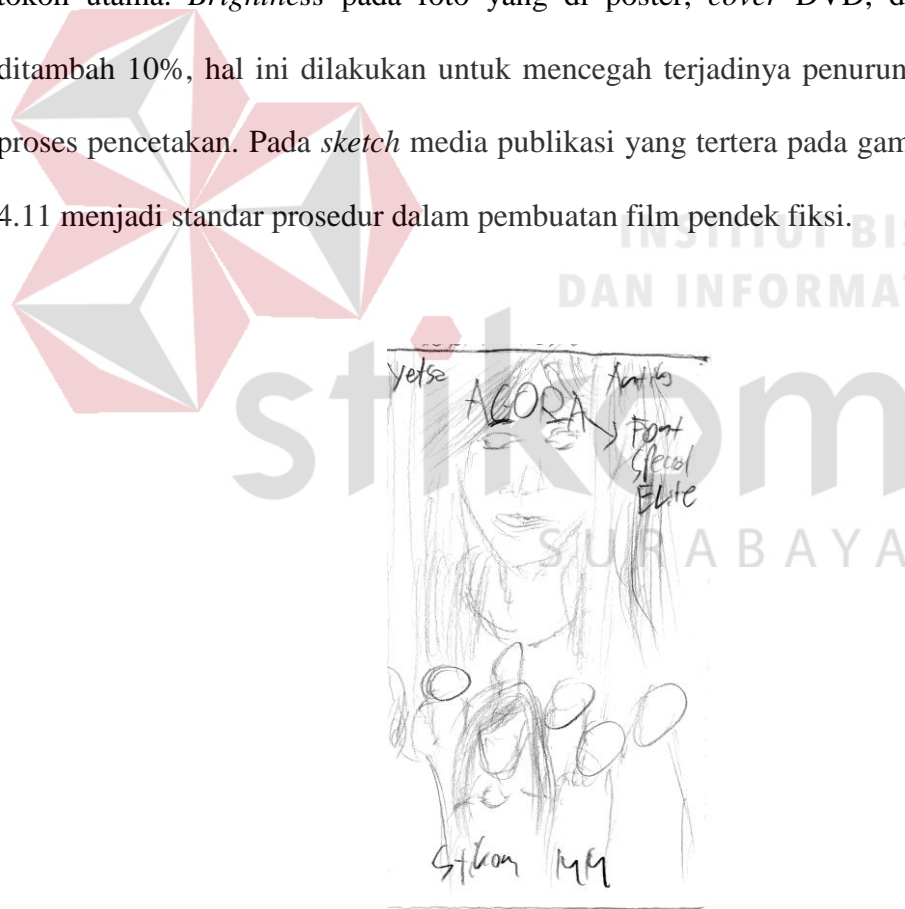 tokoh utama. Brightness pada foto yang di poster, cover DVD, d
ditambah 10%, hal ini dilakukan untuk mencegah terjadinya penurun
proses pencetakan. Pada sketch media publikasi yang tertera pada gam
4.11 menjadi standar prosedur dalam pembuatan film pendek fiksi.
INSTITUT BIS
DAN INFORMAT
stikom
SURABAYA
AGORA
Font
Special
Elite
Stikom MM